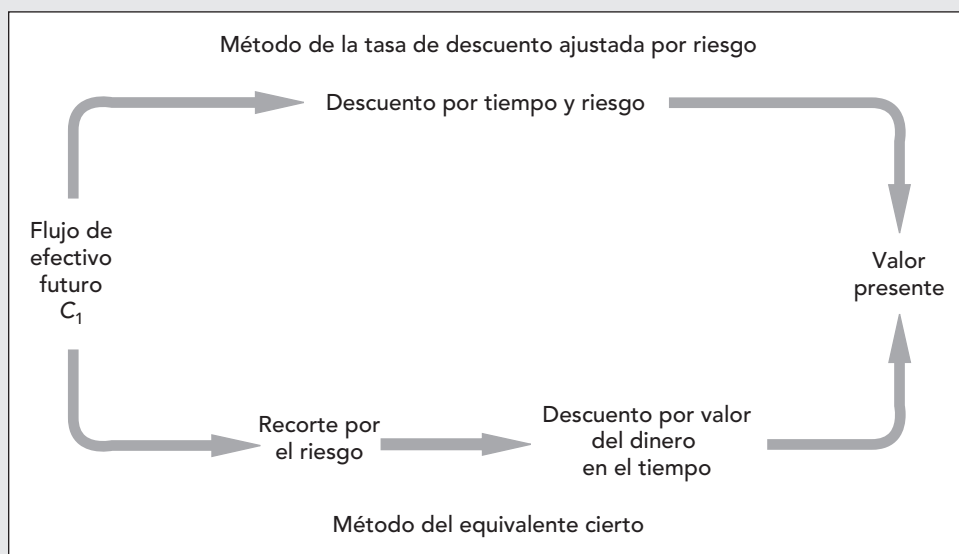 Método de la tasa de descuento ajustada por riesgo
Descuento por tiempo y riesgo
Flujo de
efectivo
futuro
C₁
Valor
presente
Recorte por
el riesgo
Descuento por valor
del dinero
en el tiempo
Método del equivalente cierto